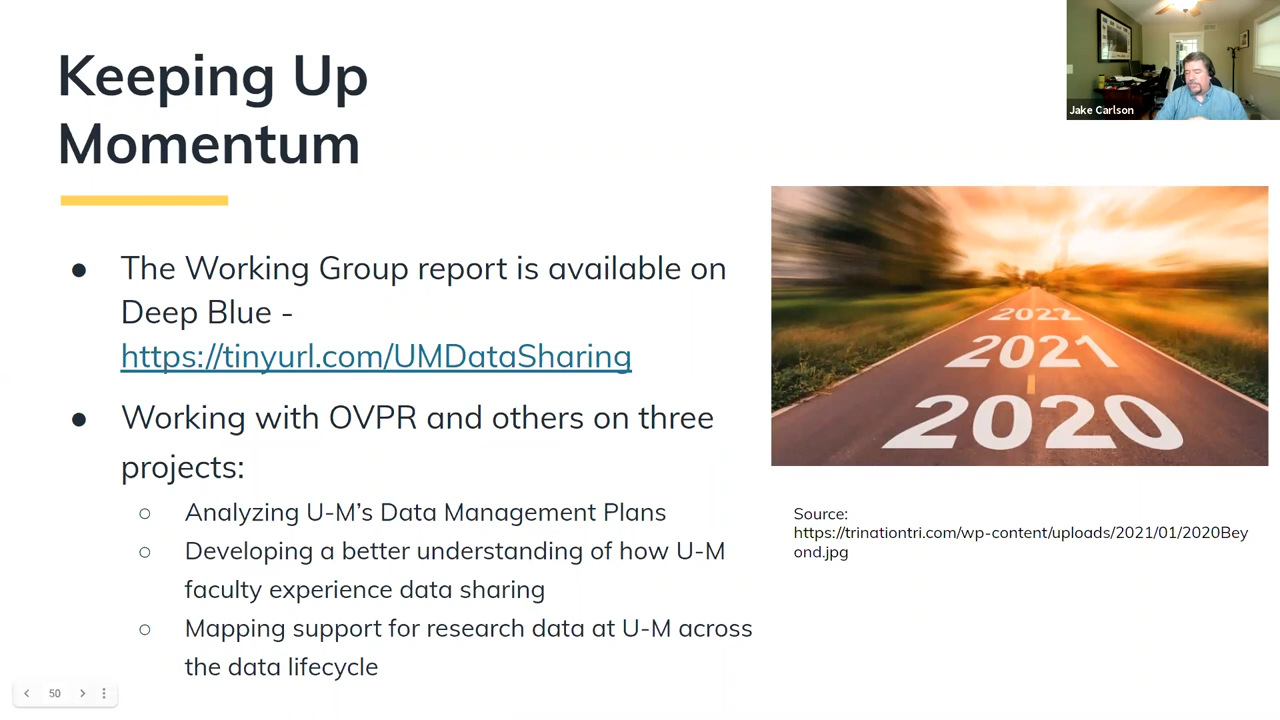 Keeping Up
Momentum
Jake Carlson
● The Working Group report is available on
Deep Blue -
https://tinyurl.com/UMDataSharing
● Working with OVPR and others on three
projects:
○ Analyzing U-M’s Data Management Plans
○ Developing a better understanding of how U-M
faculty experience data sharing
○ Mapping support for research data at U-M across
the data lifecycle
2022
2021
2020
Source:
https://trinationtri.com/wp-content/uploads/2021/01/2020Bey
ond.jpg
50